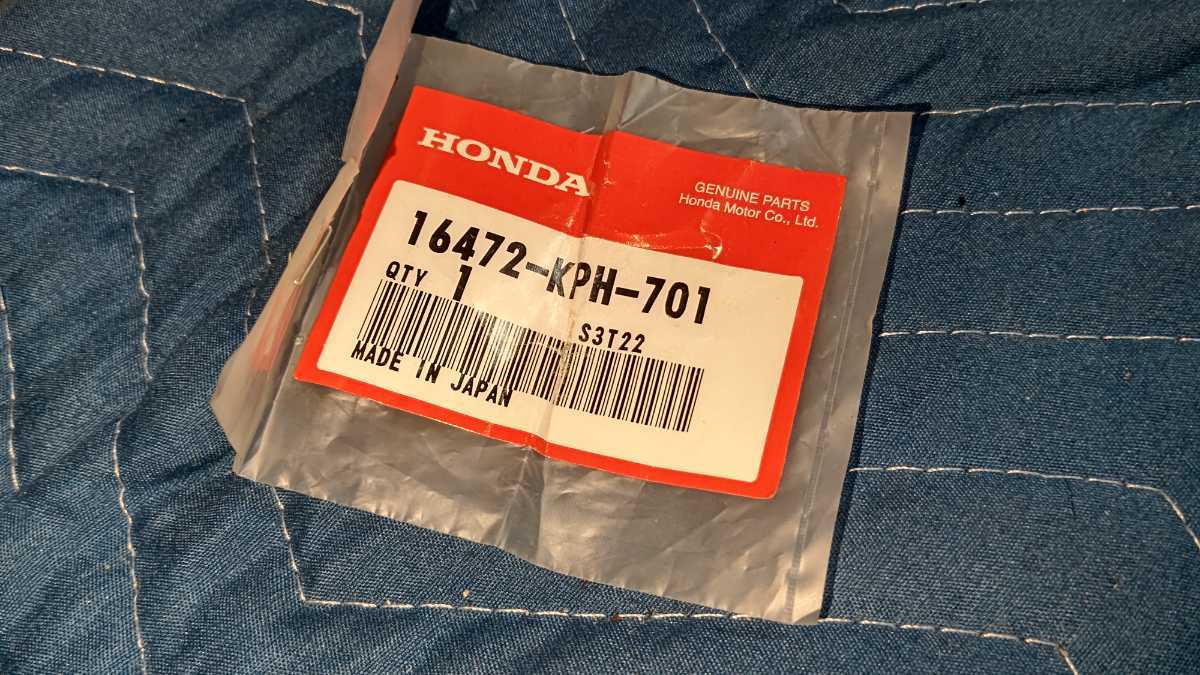 HONDA
GENUINE PARTS
Honda Motor Co., Ltd.
16472-KPH-701
QTY 1
S3T22
MADE IN JAPAN